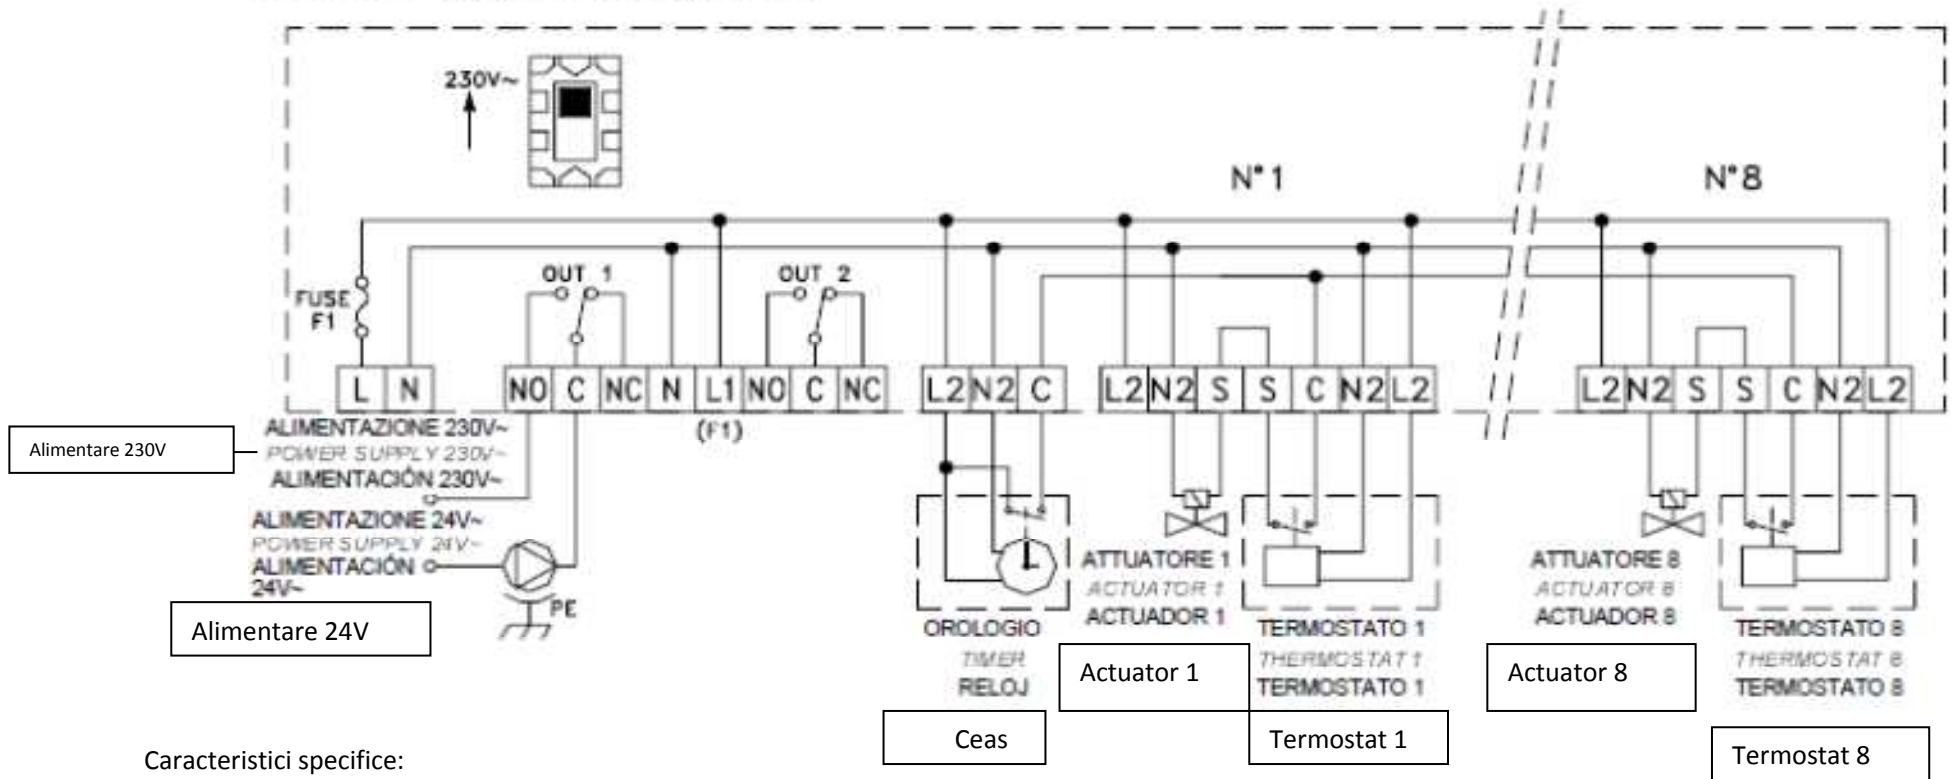 230V~
N°1
N°8
FUSE
F1
OUT 1
OUT 2
L N NO C NC N L1 NO C NC L2 N2 C L2 N2 S S C N2 L2 L2 N2 S S C N2 L2
(F1)
Alimentare 230V
ALIMENTAZIONE 230V~
POWER SUPPLY 230V~
ALIMENTACIÓN 230V~
ALIMENTAZIONE 24V~
POWER SUPPLY 24V~
ALIMENTACIÓN
24V~
Alimentare 24V
PE
OROLOGIO
TIMER
RELOJ
Ceas
ATTUATORE 1
ACTUATOR 1
ACTUADOR 1
Actuator 1
TERMOSTATO 1
THERMOSTAT 1
TERMOSTATO 1
Termostat 1
ATTUATORE 8
ACTUATOR 8
ACTUADOR 8
Actuator 8
TERMOSTATO 8
THERMOSTAT 8
TERMOSTATO 8
Termostat 8
Caracteristici specifice: